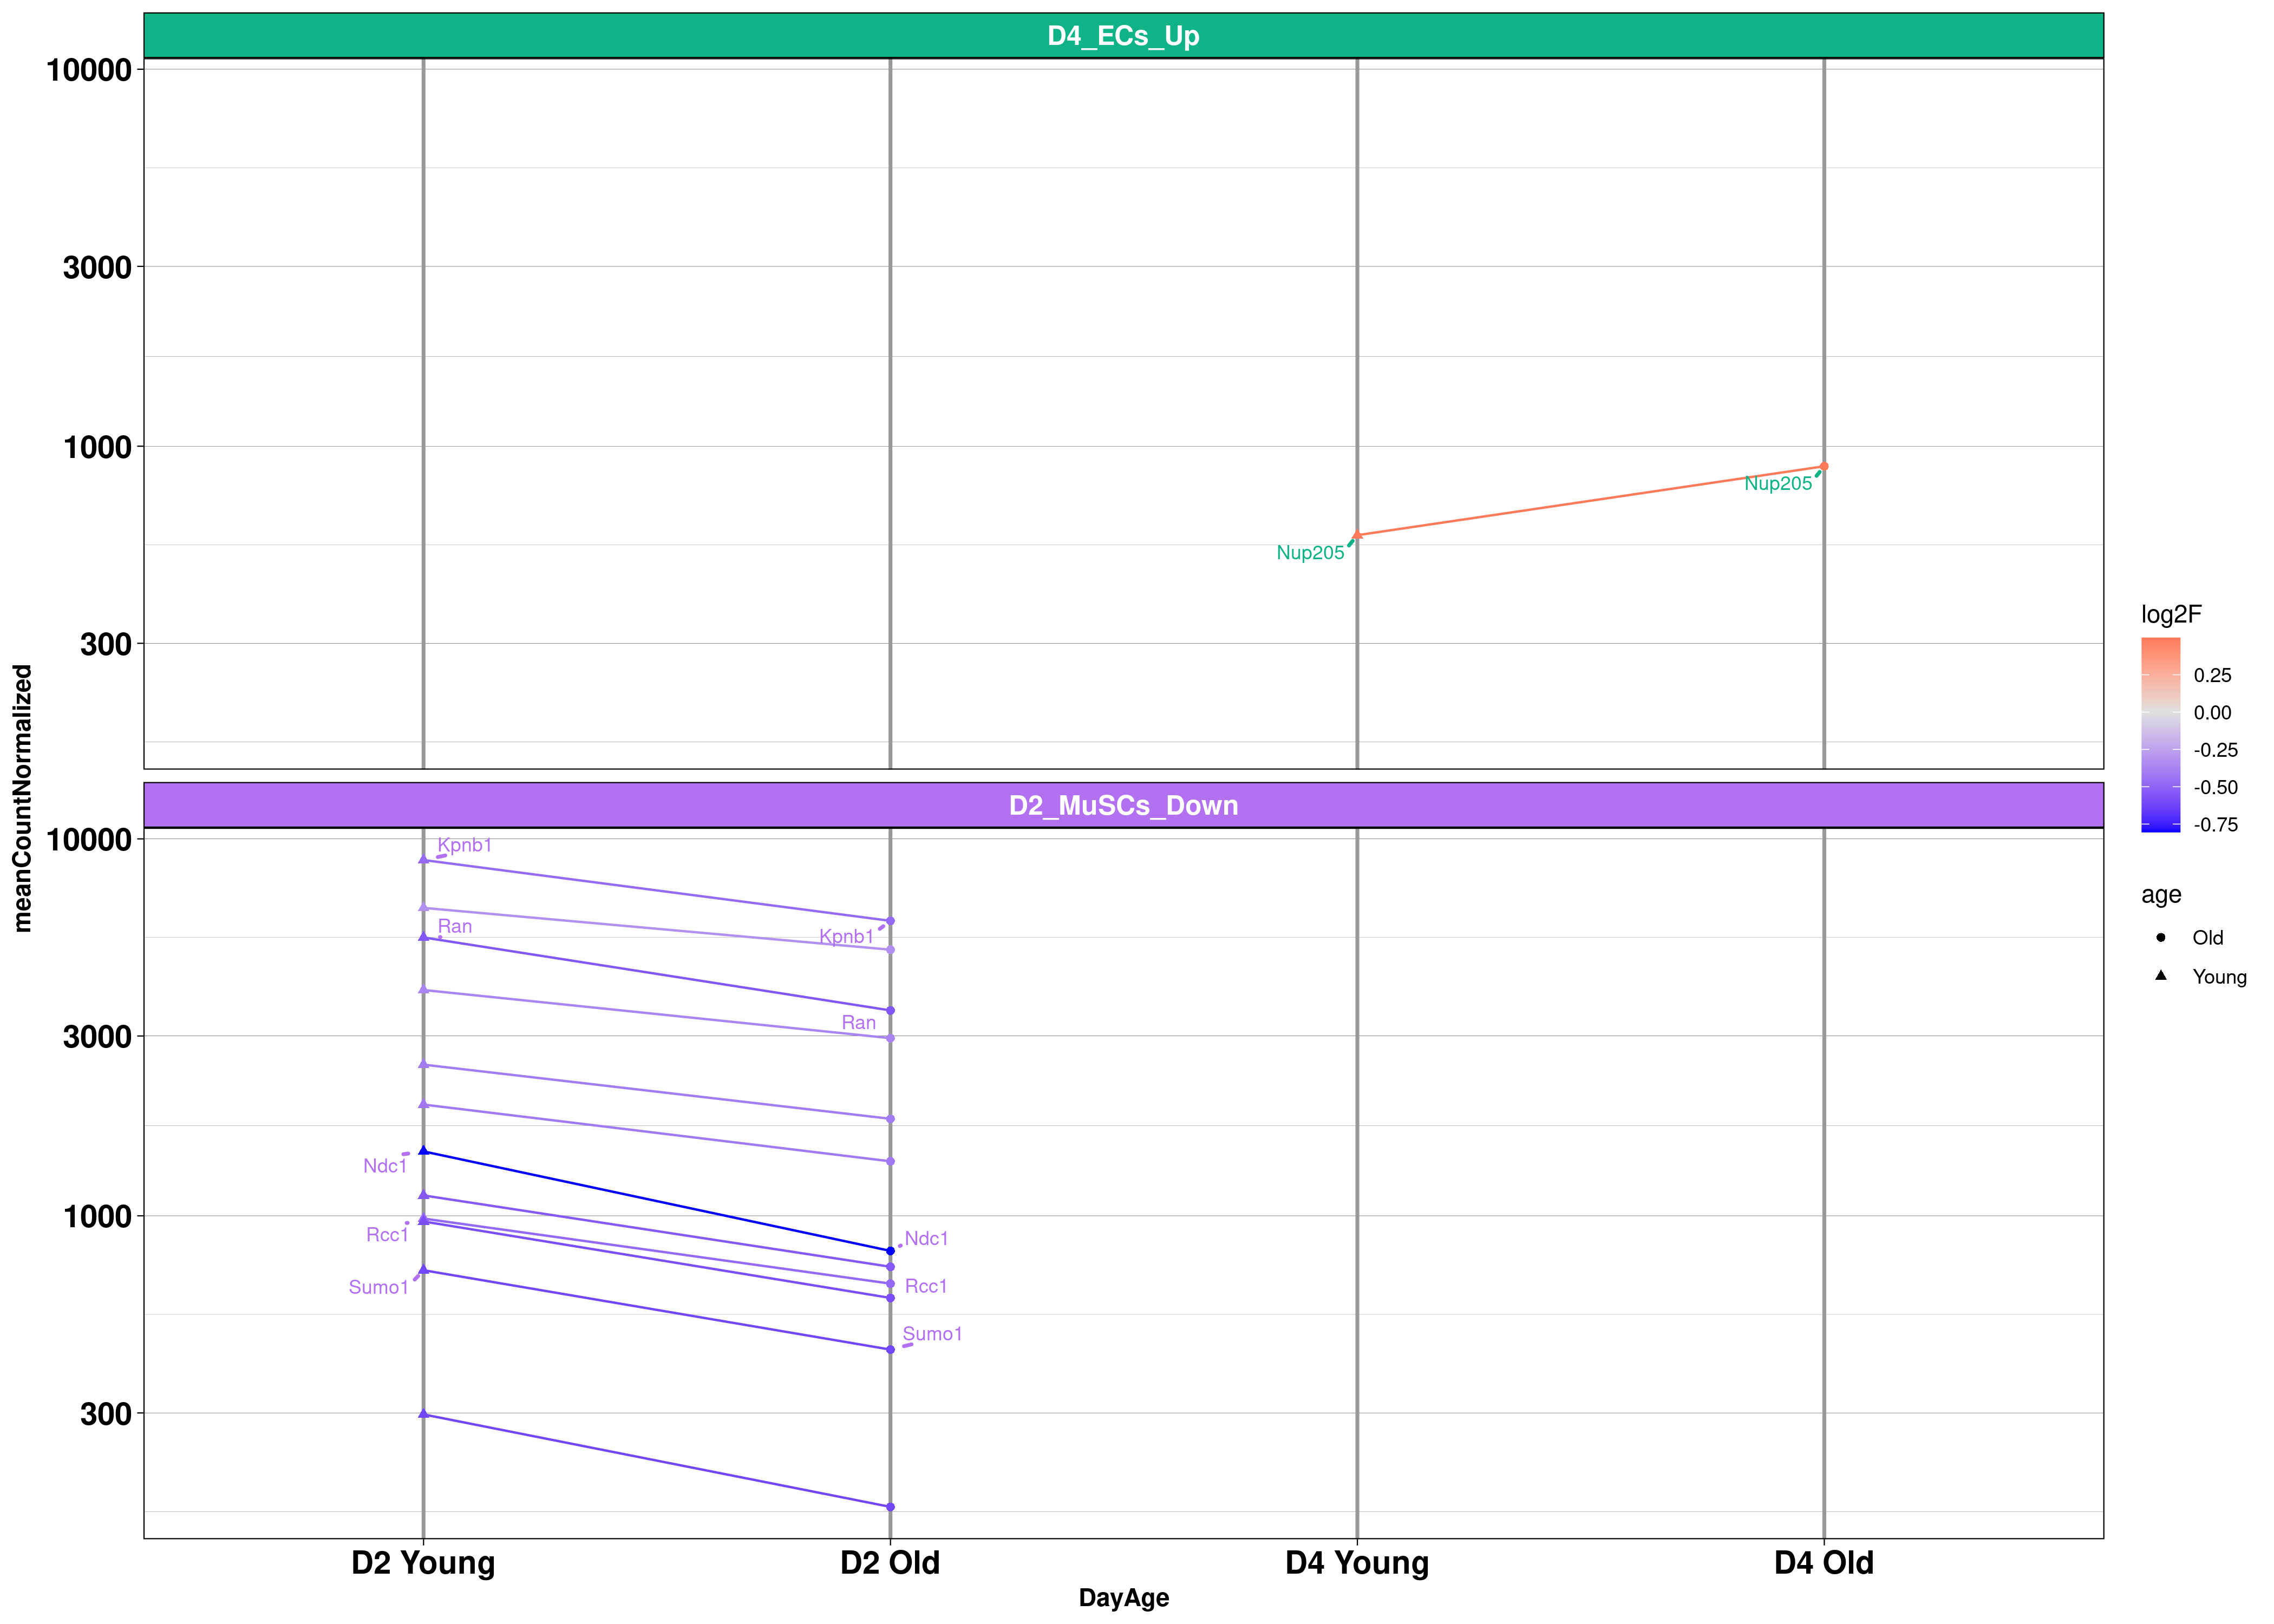 D4_ECs_Up
10000
3000
1000
Nup205
Nup205
300
meanCountNormalized
D2_MuSCs_Down
10000
Kpnb1
Ran
Kpnb1
3000
Ran
Ndc1
1000
Rcc1
Ndc1
Sumo1
Rcc1
Sumo1
300
D2 Young
D2 Old
D4 Young
D4 Old
DayAge
log2F
0.25
0.00
-0.25
-0.50
-0.75
age
Old
Young